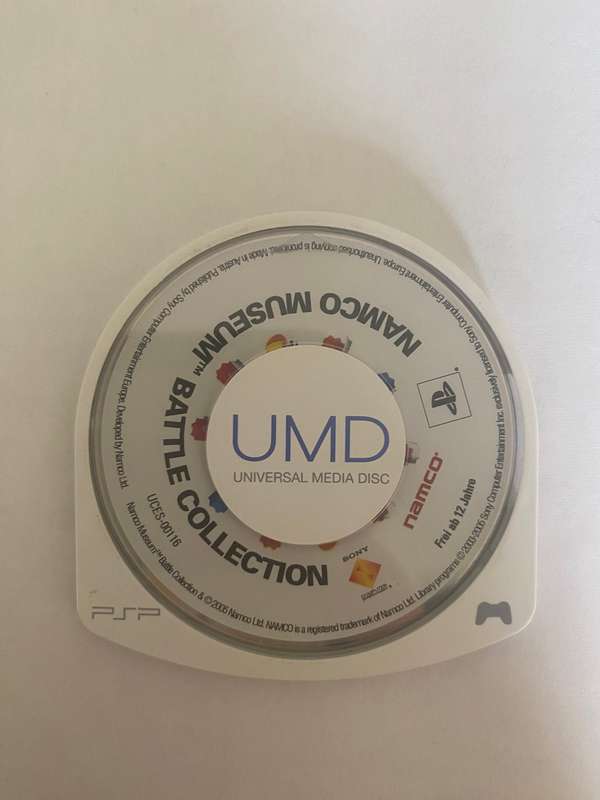 NAMCO MUSEUM™ BATTLE COLLECTION
UMD
UNIVERSAL MEDIA DISC
namco®
Frei ab 12 Jahre
SONY
UCES-00116
Namco Museum™ Battle Collection & © 2005 Namco Ltd. NAMCO is a registered trademark of Namco Ltd. Library programs © 2003-2005 Sony Computer Entertainment Inc. exclusively licensed to Sony Computer Entertainment Europe. Unauthorised copying is prohibited. Made in Austria. Published by Sony Computer Entertainment Europe. Developed by Namco Ltd.
PSP